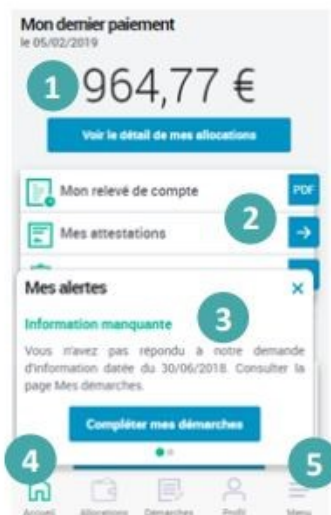 Mon dernier paiement
le 05/02/2019
1 964,77 €
Voir le détail de mes allocations
Mon relevé de compte PDF
2
Mes attestations →
Mes alertes ×
Information manquante 3
Vous n'avez pas répondu à notre demande
d'information datée du 30/06/2018. Consulter la
page Mes démarches.
Compléter mes démarches
4 5
Accueil Allocations Démarches Profil Menu